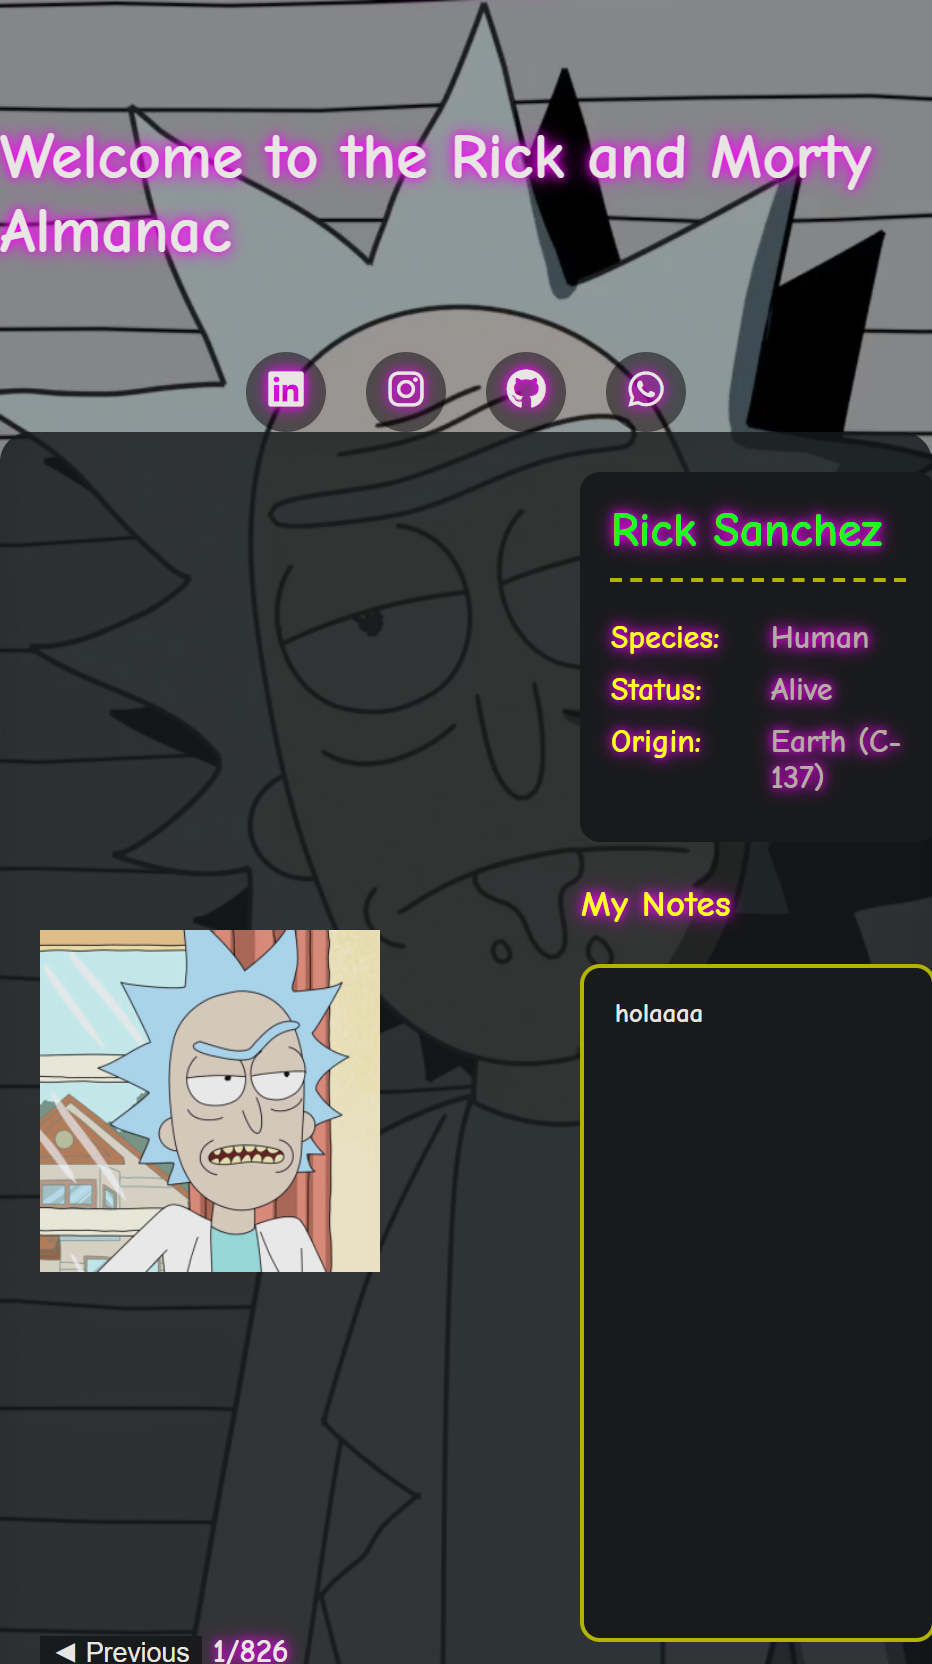 Welcome to the Rick and Morty
Almanac
in
Rick Sanchez
Species: Human
Status: Alive
Origin: Earth (C-
137)
My Notes
holaaaa
◄ Previous 1/826